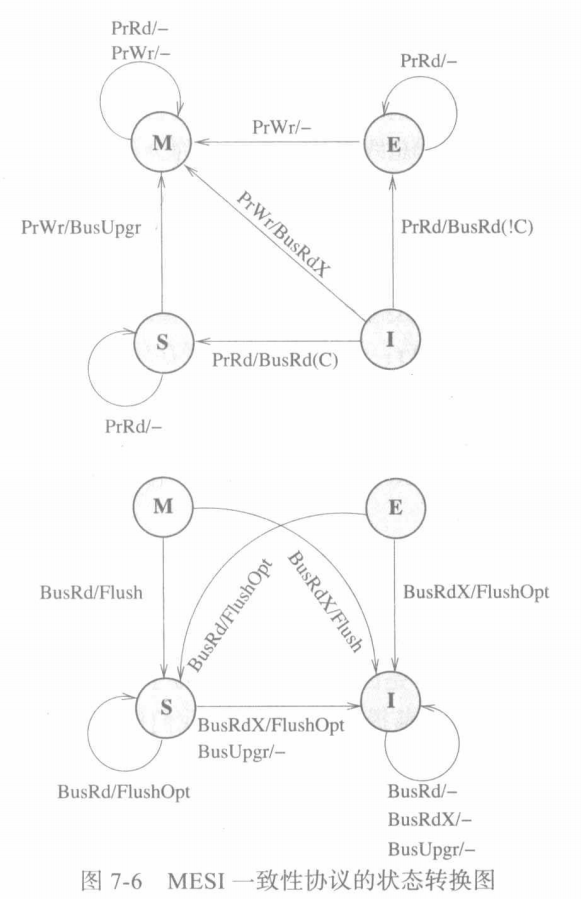 PrRd/–
PrWr/–
PrRd/–
M
PrWr/–
E
PrWr/BusUpgr
PrWr/BusRdX
PrRd/BusRd(!C)
S
I
PrRd/BusRd(C)
PrRd/–
M
E
BusRd/Flush
BusRd/FlushOpt
BusRdX/Flush
BusRdX/FlushOpt
S
I
BusRdX/FlushOpt
BusUpgr/–
BusRd/FlushOpt
BusRd/–
BusRdX/–
BusUpgr/–
图 7-6 MESI 一致性协议的状态转换图